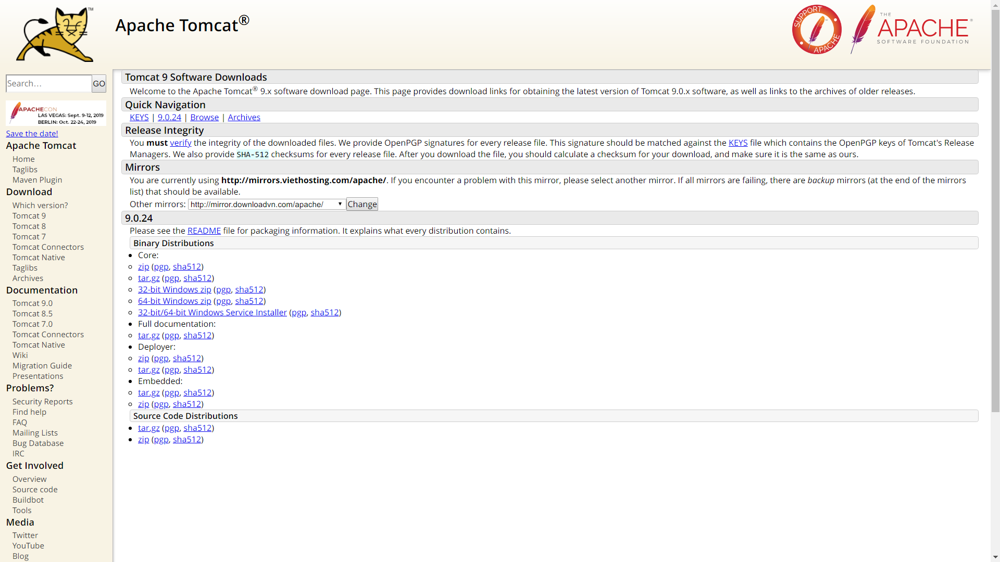 TM
Apache Tomcat®
SUPPORT
APACHE
THE
APACHE®
SOFTWARE FOUNDATION
Search…
GO
APACHECON
LAS VEGAS: Sept. 9-12, 2019
BERLIN: Oct. 22-24, 2019
Save the date!
Apache Tomcat
Home
Taglibs
Maven Plugin
Download
Which version?
Tomcat 9
Tomcat 8
Tomcat 7
Tomcat Connectors
Tomcat Native
Taglibs
Archives
Documentation
Tomcat 9.0
Tomcat 8.5
Tomcat 7.0
Tomcat Connectors
Tomcat Native
Wiki
Migration Guide
Presentations
Problems?
Security Reports
Find help
FAQ
Mailing Lists
Bug Database
IRC
Get Involved
Overview
Source code
Buildbot
Tools
Media
Twitter
YouTube
Blog
Tomcat 9 Software Downloads
Welcome to the Apache Tomcat® 9.x software download page. This page provides download links for obtaining the latest version of Tomcat 9.0.x software, as well as links to the archives of older releases.
Quick Navigation
KEYS | 9.0.24 | Browse | Archives
Release Integrity
You must verify the integrity of the downloaded files. We provide OpenPGP signatures for every release file. This signature should be matched against the KEYS file which contains the OpenPGP keys of Tomcat's Release
Managers. We also provide SHA-512 checksums for every release file. After you download the file, you should calculate a checksum for your download, and make sure it is the same as ours.
Mirrors
You are currently using http://mirrors.viethosting.com/apache/. If you encounter a problem with this mirror, please select another mirror. If all mirrors are failing, there are backup mirrors (at the end of the mirrors
list) that should be available.
Other mirrors: http://mirror.downloadvn.com/apache/ Change
9.0.24
Please see the README file for packaging information. It explains what every distribution contains.
Binary Distributions
Core:
zip (pgp, sha512)
tar.gz (pgp, sha512)
32-bit Windows zip (pgp, sha512)
64-bit Windows zip (pgp, sha512)
32-bit/64-bit Windows Service Installer (pgp, sha512)
Full documentation:
tar.gz (pgp, sha512)
Deployer:
zip (pgp, sha512)
tar.gz (pgp, sha512)
Embedded:
tar.gz (pgp, sha512)
zip (pgp, sha512)
Source Code Distributions
tar.gz (pgp, sha512)
zip (pgp, sha512)